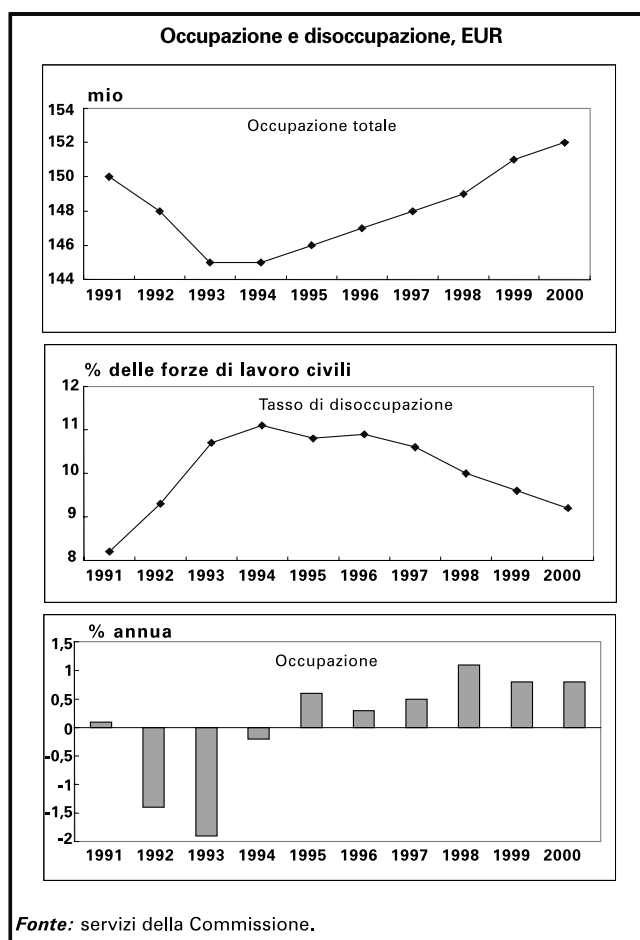 Occupazione e disoccupazione, EUR
mio
Occupazione totale
154
152
150
148
146
144
1991 1992 1993 1994 1995 1996 1997 1998 1999 2000
% delle forze di lavoro civili
Tasso di disoccupazione
12
11
10
9
8
1991 1992 1993 1994 1995 1996 1997 1998 1999 2000
% annua
Occupazione
1,5
1
0,5
0
-0,5
-1
-1,5
-2
1991 1992 1993 1994 1995 1996 1997 1998 1999 2000
Fonte: servizi della Commissione.